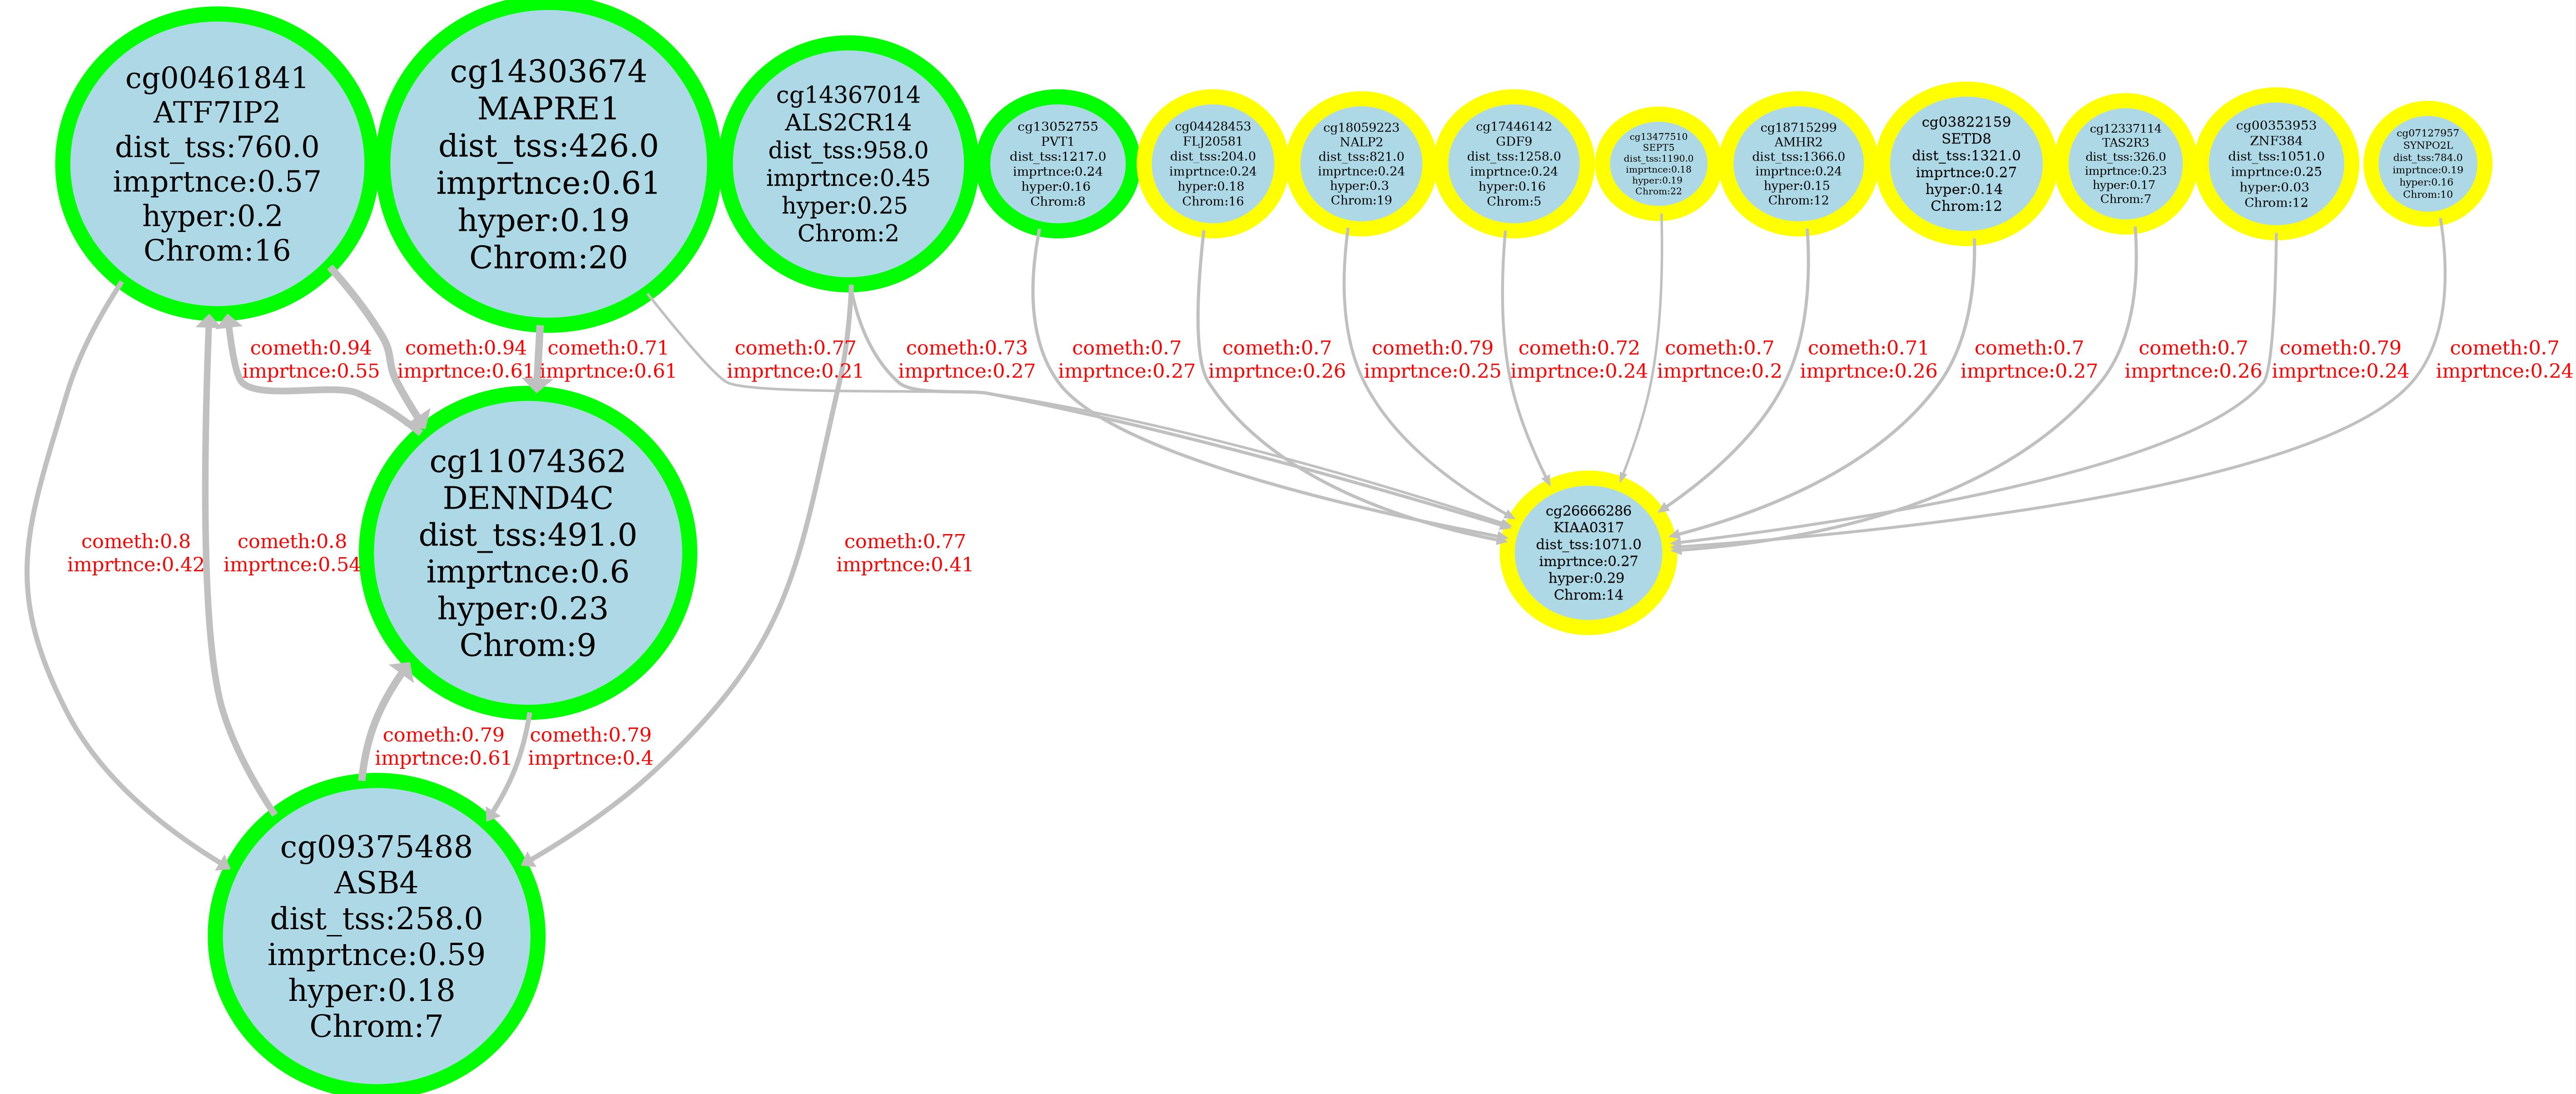 cg00461841
ATF7IP2
dist_tss:760.0
imprtnce:0.57
hyper:0.2
Chrom:16
cg14303674
MAPRE1
dist_tss:426.0
imprtnce:0.61
hyper:0.19
Chrom:20
cg14367014
ALS2CR14
dist_tss:958.0
imprtnce:0.45
hyper:0.25
Chrom:2
cg13052755
PVT1
dist_tss:1217.0
imprtnce:0.24
hyper:0.16
Chrom:8
cg04428453
FLJ20581
dist_tss:204.0
imprtnce:0.24
hyper:0.18
Chrom:16
cg18059223
NALP2
dist_tss:821.0
imprtnce:0.24
hyper:0.3
Chrom:19
cg17446142
GDF9
dist_tss:1258.0
imprtnce:0.24
hyper:0.16
Chrom:5
cg13477510
SEPT5
dist_tss:1190.0
imprtnce:0.18
hyper:0.19
Chrom:22
cg18715299
AMHR2
dist_tss:1366.0
imprtnce:0.24
hyper:0.15
Chrom:12
cg03822159
SETD8
dist_tss:1321.0
imprtnce:0.27
hyper:0.14
Chrom:12
cg12337114
TAS2R3
dist_tss:326.0
imprtnce:0.23
hyper:0.17
Chrom:7
cg00353953
ZNF384
dist_tss:1051.0
imprtnce:0.25
hyper:0.03
Chrom:12
cg07127957
SYNPO2L
dist_tss:784.0
imprtnce:0.19
hyper:0.16
Chrom:10
cometh:0.94
imprtnce:0.55
cometh:0.94
imprtnce:0.61
cometh:0.71
imprtnce:0.61
cometh:0.77
imprtnce:0.21
cometh:0.73
imprtnce:0.27
cometh:0.7
imprtnce:0.27
cometh:0.7
imprtnce:0.26
cometh:0.79
imprtnce:0.25
cometh:0.72
imprtnce:0.24
cometh:0.7
imprtnce:0.2
cometh:0.71
imprtnce:0.26
cometh:0.7
imprtnce:0.27
cometh:0.7
imprtnce:0.26
cometh:0.79
imprtnce:0.24
cometh:0.7
imprtnce:0.24
cg11074362
DENND4C
dist_tss:491.0
imprtnce:0.6
hyper:0.23
Chrom:9
cg26666286
KIAA0317
dist_tss:1071.0
imprtnce:0.27
hyper:0.29
Chrom:14
cometh:0.8
imprtnce:0.42
cometh:0.8
imprtnce:0.54
cometh:0.77
imprtnce:0.41
cometh:0.79
imprtnce:0.61
cometh:0.79
imprtnce:0.4
cg09375488
ASB4
dist_tss:258.0
imprtnce:0.59
hyper:0.18
Chrom:7